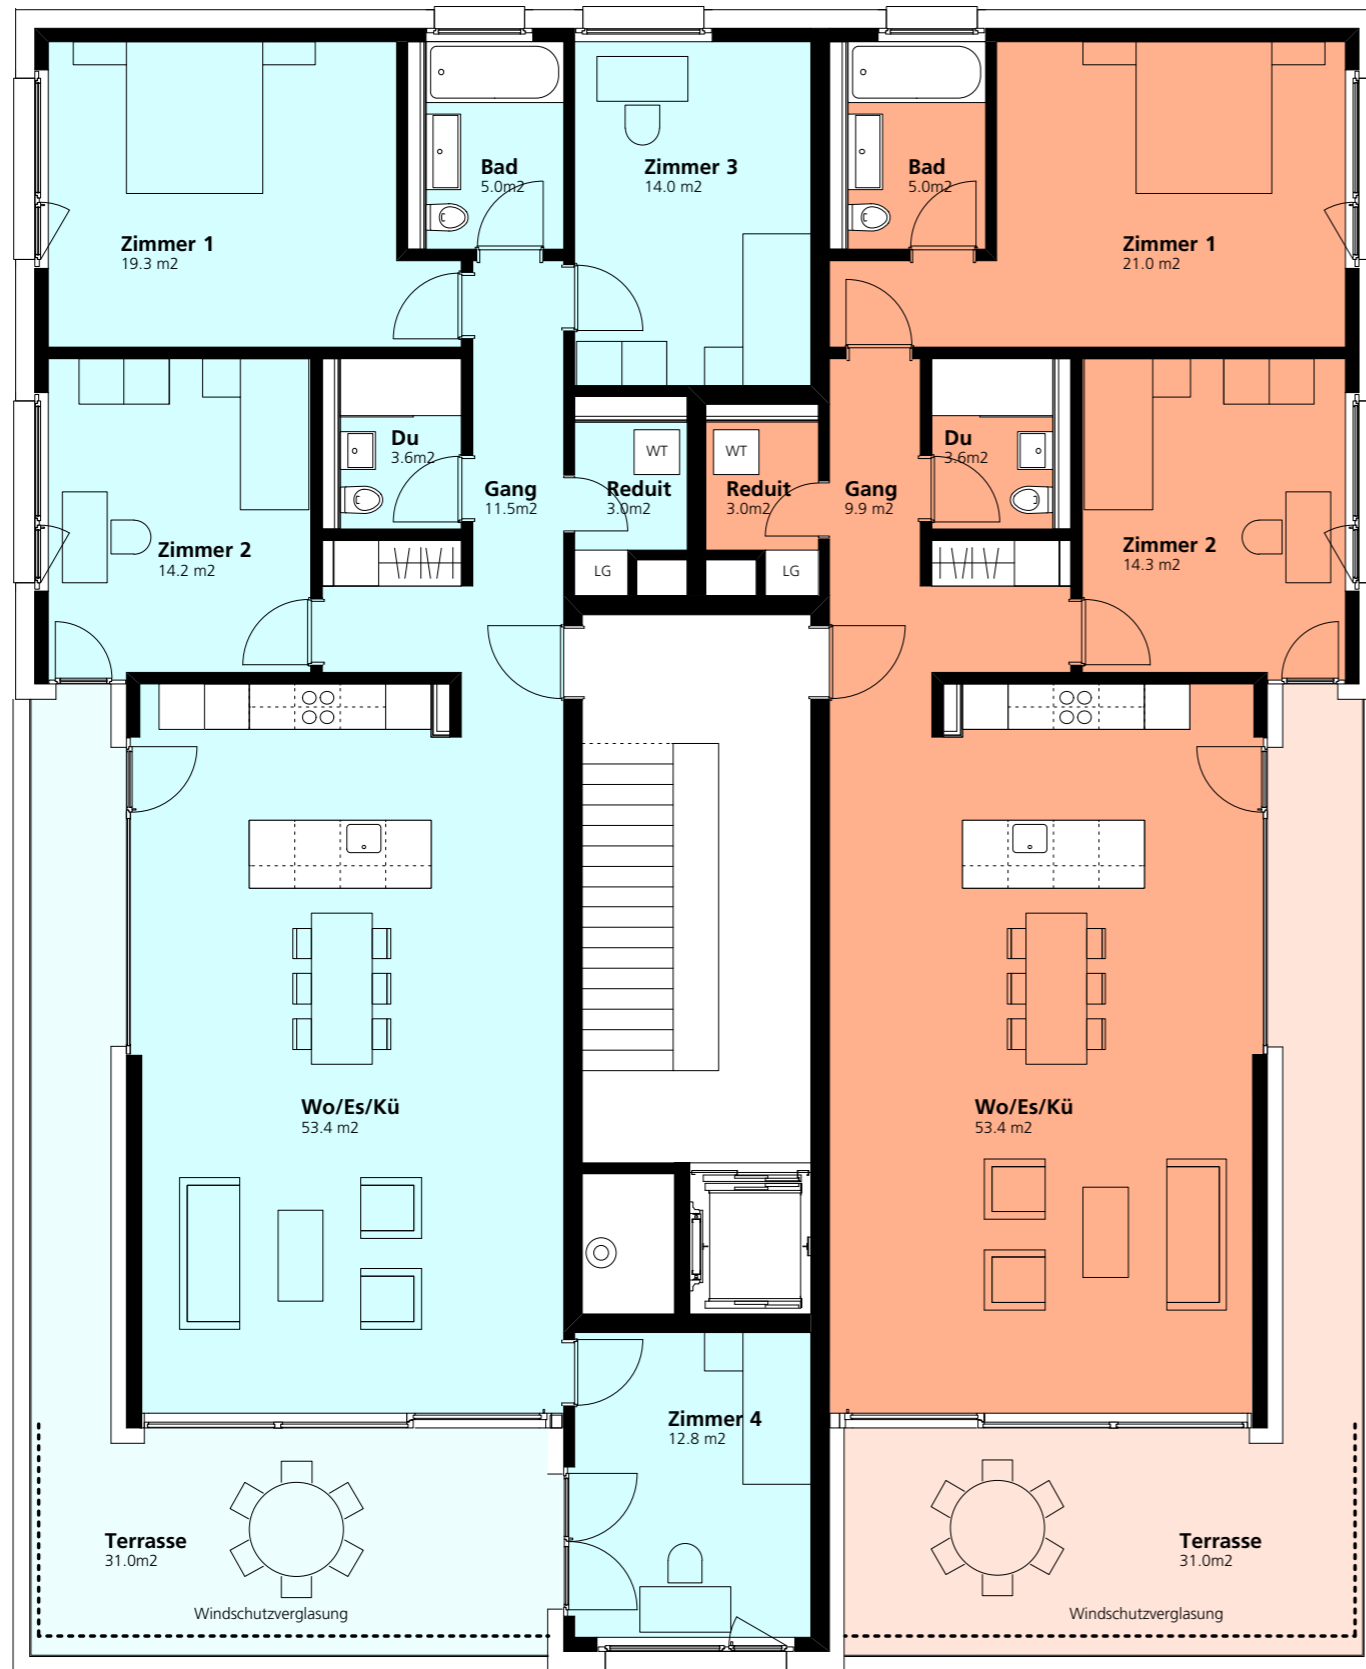 Bad
5.0m2
Zimmer 3
14.0 m2
Bad
5.0m2
Zimmer 1
19.3 m2
Zimmer 1
21.0 m2
Du
3.6m2
WT
WT
Du
3.6m2
Gang
11.5m2
Reduit
3.0m2
Reduit
3.0m2
Gang
9.9 m2
Zimmer 2
14.2 m2
Zimmer 2
14.3 m2
LG
LG
Wo/Es/Kü
53.4 m2
Wo/Es/Kü
53.4 m2
Zimmer 4
12.8 m2
Terrasse
31.0m2
Terrasse
31.0m2
Windschutzverglasung
Windschutzverglasung